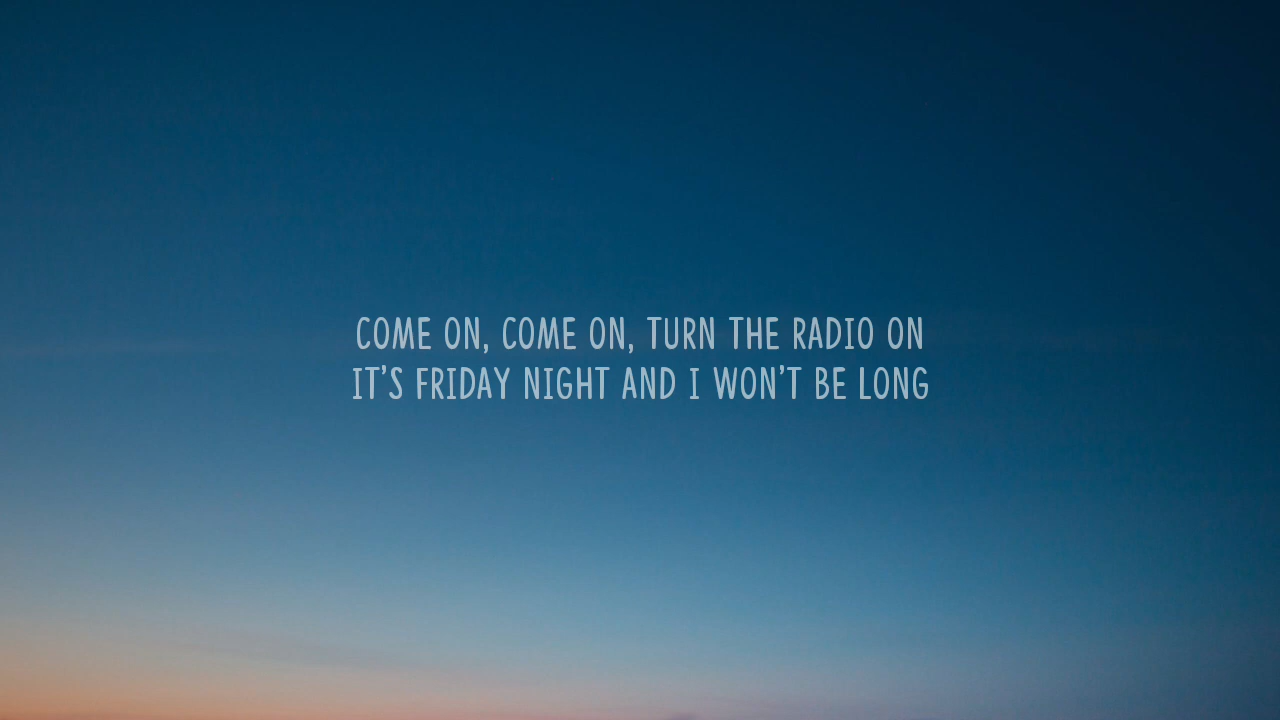 COME ON, COME ON, TURN THE RADIO ON
IT'S FRIDAY NIGHT AND I WON'T BE LONG